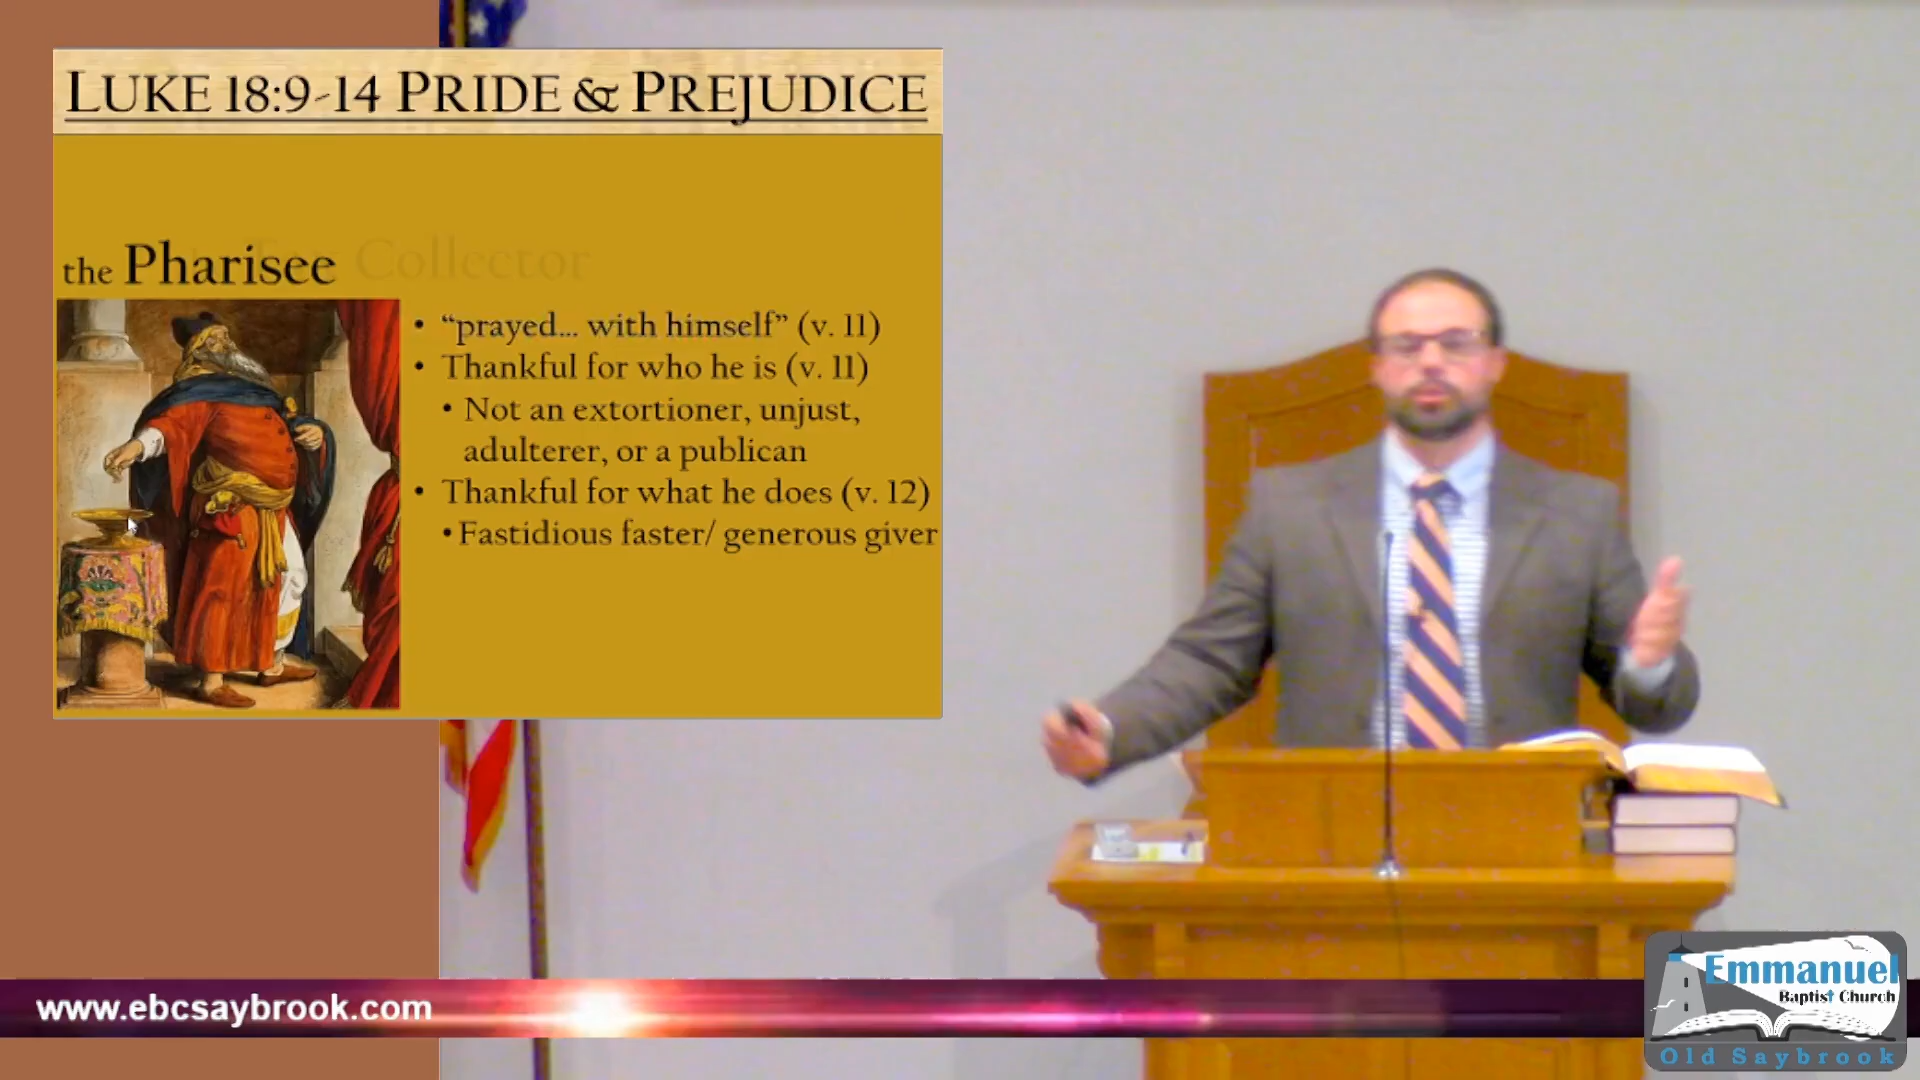 LUKE 18:9-14 PRIDE & PREJUDICE
the Pharisee
Collector
• “prayed... with himself” (v. 11)
• Thankful for who he is (v. 11)
• Not an extortioner, unjust,
adulterer, or a publican
• Thankful for what he does (v. 12)
• Fastidious faster/ generous giver
www.ebcsaybrook.com
Emmanuel
Baptist Church
Old Saybrook